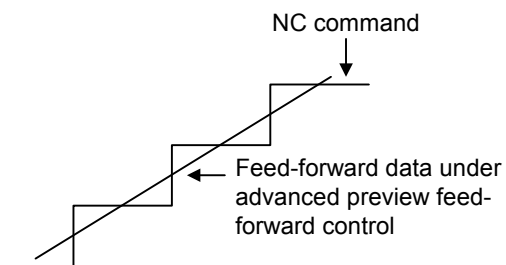 NC command
Feed-forward data under
advanced preview feed-
forward control